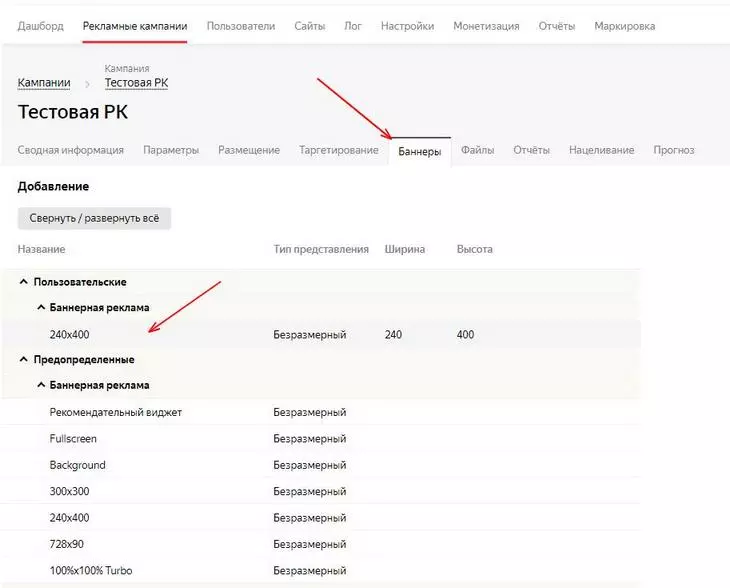 Дашборд Рекламные кампании Пользователи Сайты Лог Настройки Монетизация Отчёты Маркировка
Кампания
Кампании Тестовая РК
Тестовая РК
Сводная информация Параметры Размещение Таргетирование Баннеры Файлы Отчёты Нацеливание Прогноз
Добавление
Свернуть / развернуть всё
Название Тип представления Ширина Высота
Пользовательские
Баннерная реклама
240x400 Безразмерный 240 400
Предопределенные
Баннерная реклама
Рекомендательный виджет Безразмерный
Fullscreen Безразмерный
Background Безразмерный
300x300 Безразмерный
240x400 Безразмерный
728x90 Безразмерный
100%x100% Turbo Безразмерный